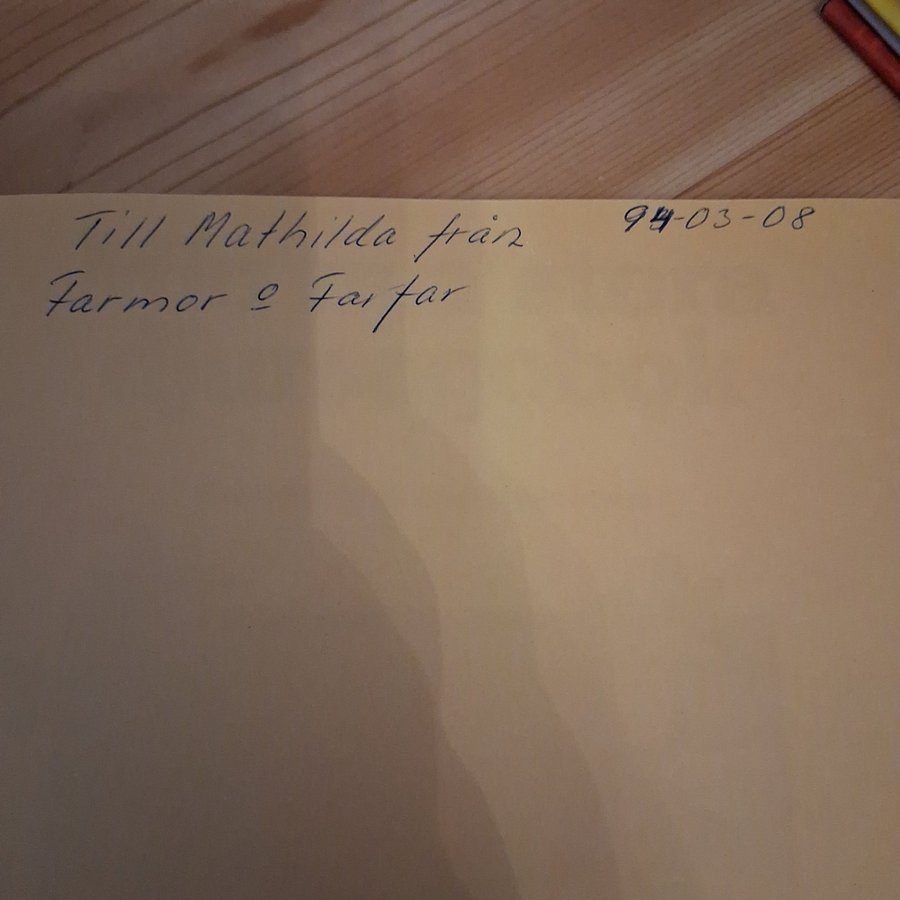 Till Mathilda från 94-03-08
Farmor o Farfar